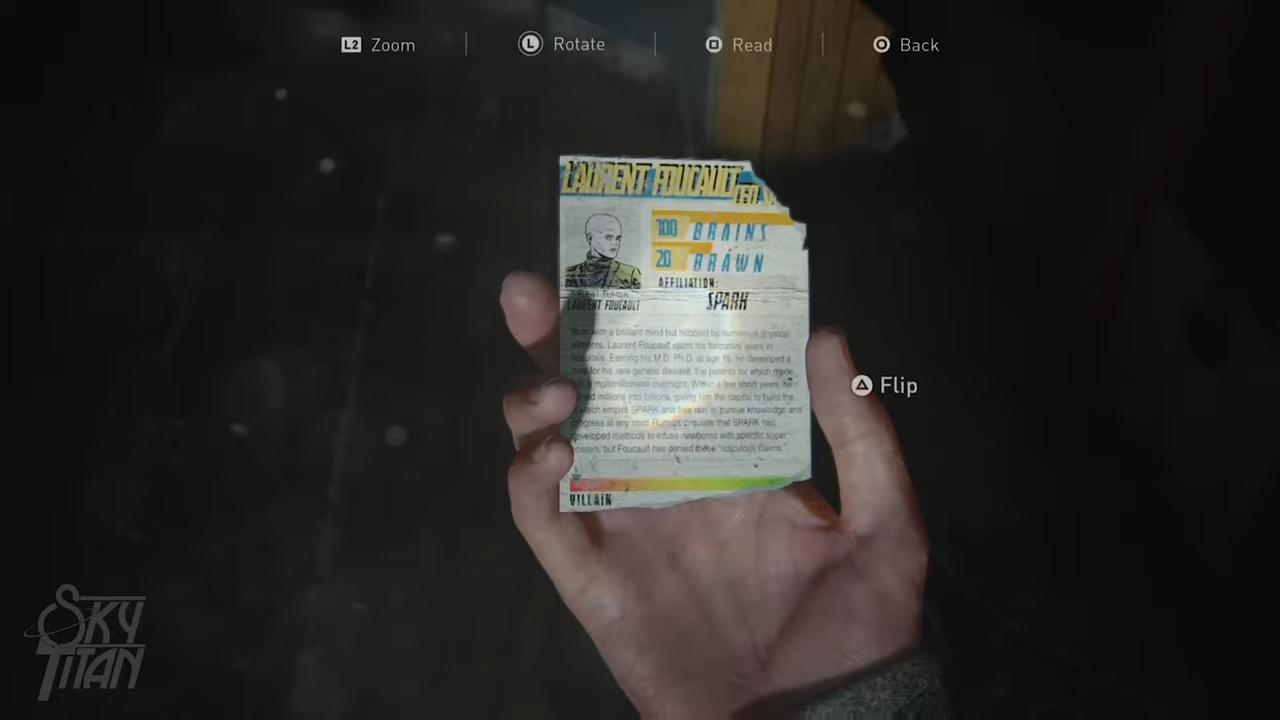 L2 Zoom
L Rotate
Read
Back
LAURENT FOUCAULT
100 BRAINS
20 BRAWN
AFFILIATION:
SPARK
Real Name
LAURENT FOUCAULT
Born with a brilliant mind but hobbled by numerous physical
ailments, Laurent Foucault spent his formative years in
hospitals. Earning his M.D. Ph.D. at age 15, he developed a
cure for his rare genetic disease, the patents for which made
him a multimillionaire overnight. Within a few short years, he
turned millions into billions, giving him the capital to build the
tech empire SPARK and free rein to pursue knowledge and
progress at any cost. Rumors circulate that SPARK has
developed methods to infuse newborns with specific super
powers, but Foucault has denied these "ridiculous claims."
VILLAIN
Flip
SKY
TITAN